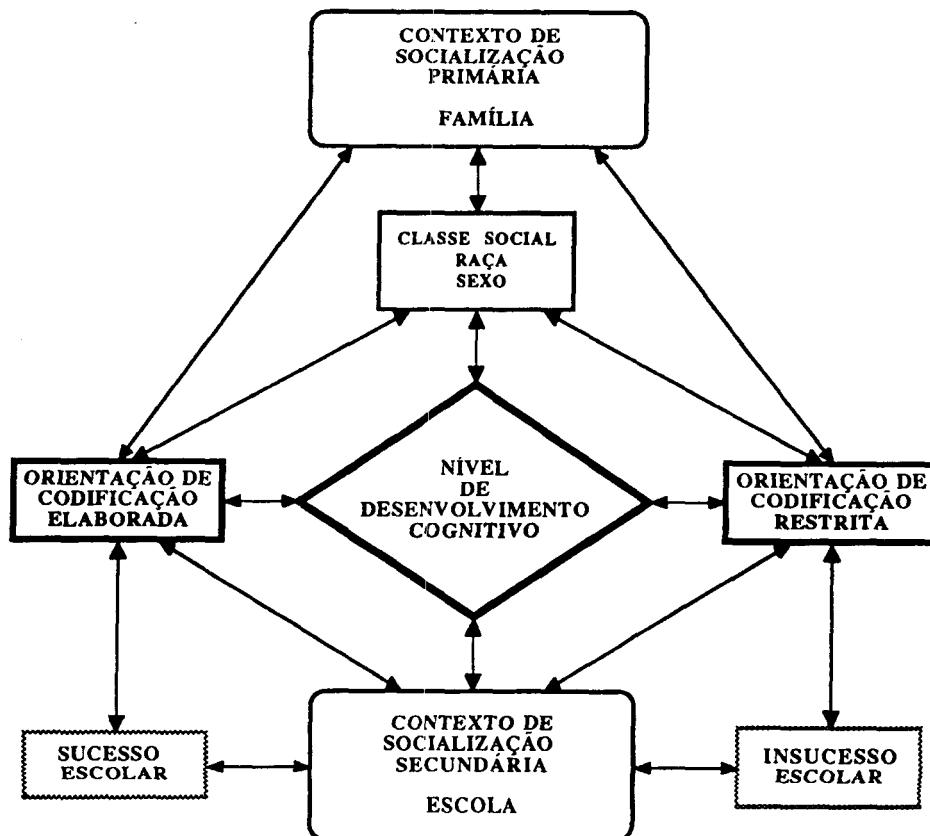 CONTEXTO DE
SOCIALIZAÇÃO
PRIMÁRIA
FAMÍLIA
CLASSE SOCIAL
RAÇA
SEXO
ORIENTAÇÃO DE
CODIFICAÇÃO
ELABORADA
NÍVEL
DE
DESENVOLVIMENTO
COGNITIVO
ORIENTAÇÃO DE
CODIFICAÇÃO
RESTRITA
SUCESSO
ESCOLAR
CONTEXTO DE
SOCIALIZAÇÃO
SECUNDÁRIA
ESCOLA
INSUCESSO
ESCOLAR